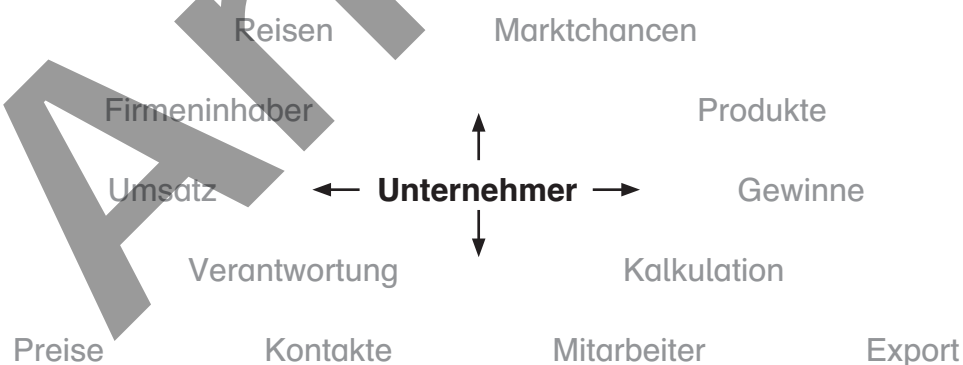 Reisen Marktchancen
Firmeninhaber Produkte
Umsatz Unternehmer Gewinne
Verantwortung Kalkulation
Preise Kontakte Mitarbeiter Export